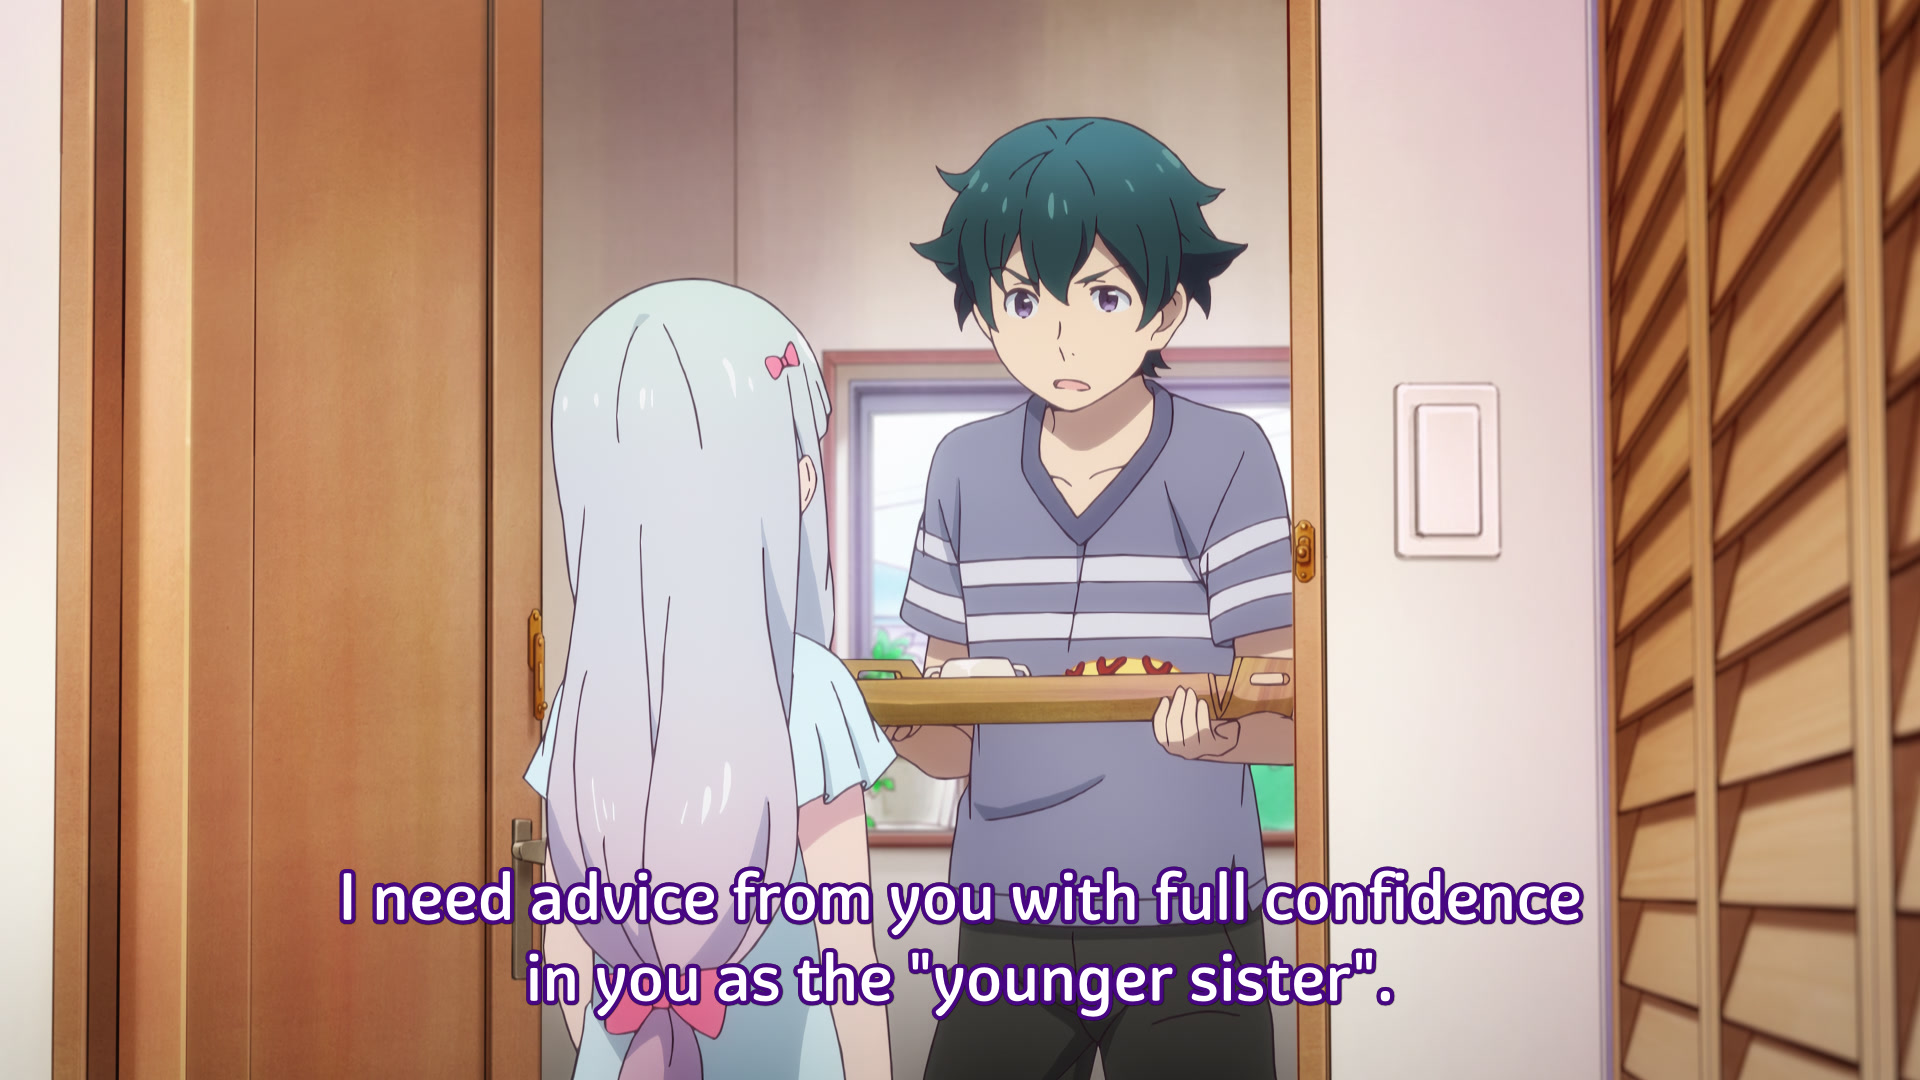 I need advice from you with full confidence
in you as the "younger sister".